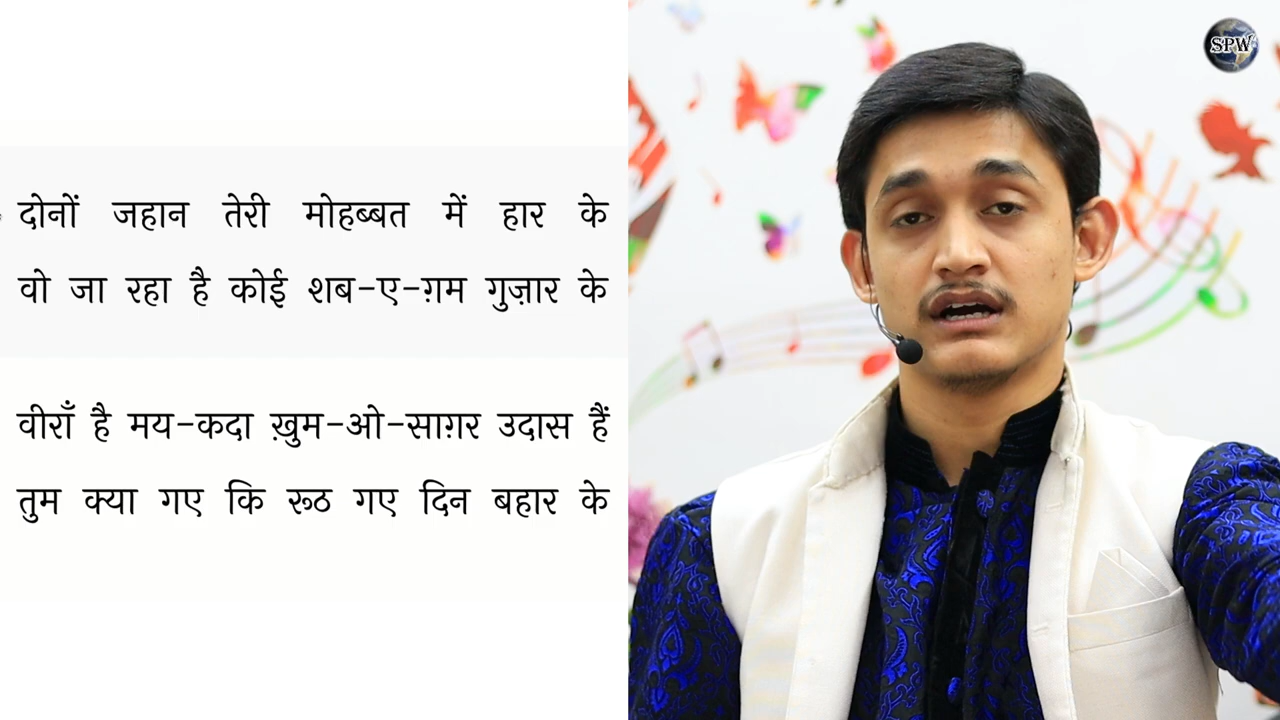 दोनों जहान तेरी मोहब्बत में हार के
वो जा रहा है कोई शब-ए-ग़म गुज़ार के
वीराँ है मय-कदा ख़ुम-ओ-साग़र उदास हैं
तुम क्या गए कि रूठ गए दिन बहार के
SPW